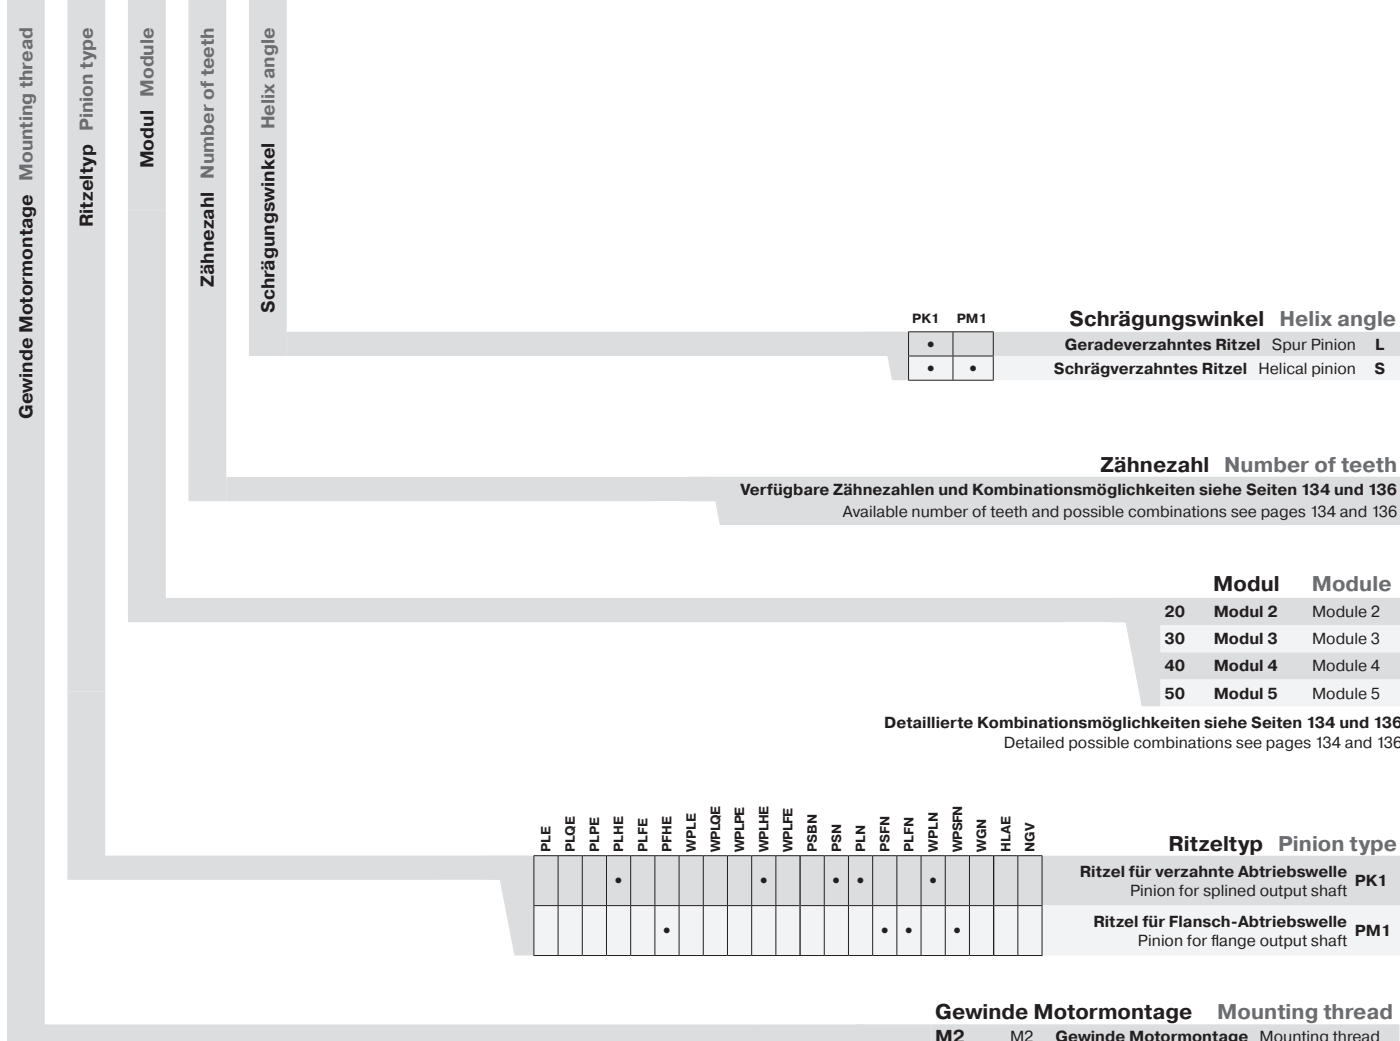 Gewinde Motormontage Mounting thread
Ritzeltyp Pinion type
Modul Module
Zähnezahl Number of teeth
Schrägungswinkel Helix angle
PK1 PM1 Schrägungswinkel Helix angle
• Geradeverzahntes Ritzel Spur Pinion L
• • Schrägverzahntes Ritzel Helical pinion S
Zähnezahl Number of teeth
Verfügbare Zähnezahlen und Kombinationsmöglichkeiten siehe Seiten 134 und 136
Available number of teeth and possible combinations see pages 134 and 136
Modul Module
20 Modul 2 Module 2
30 Modul 3 Module 3
40 Modul 4 Module 4
50 Modul 5 Module 5
Detaillierte Kombinationsmöglichkeiten siehe Seiten 134 und 136
Detailed possible combinations see pages 134 and 136
PLE PLQE PLPE PLHE PLFE PFHE WPLE WPLQE WPLPE WPLHE WPLFE PSBN PSN PLN PSFN PLFN WPLN WPSFN WGN HLAE NGV
Ritzeltyp Pinion type
• • • • • Ritzel für verzahnte Abtriebswelle PK1
Pinion for splined output shaft
• • • • Ritzel für Flansch-Abtriebswelle PM1
Pinion for flange output shaft
Gewinde Motormontage Mounting thread
M2 M2 Gewinde Motormontage Mounting thread